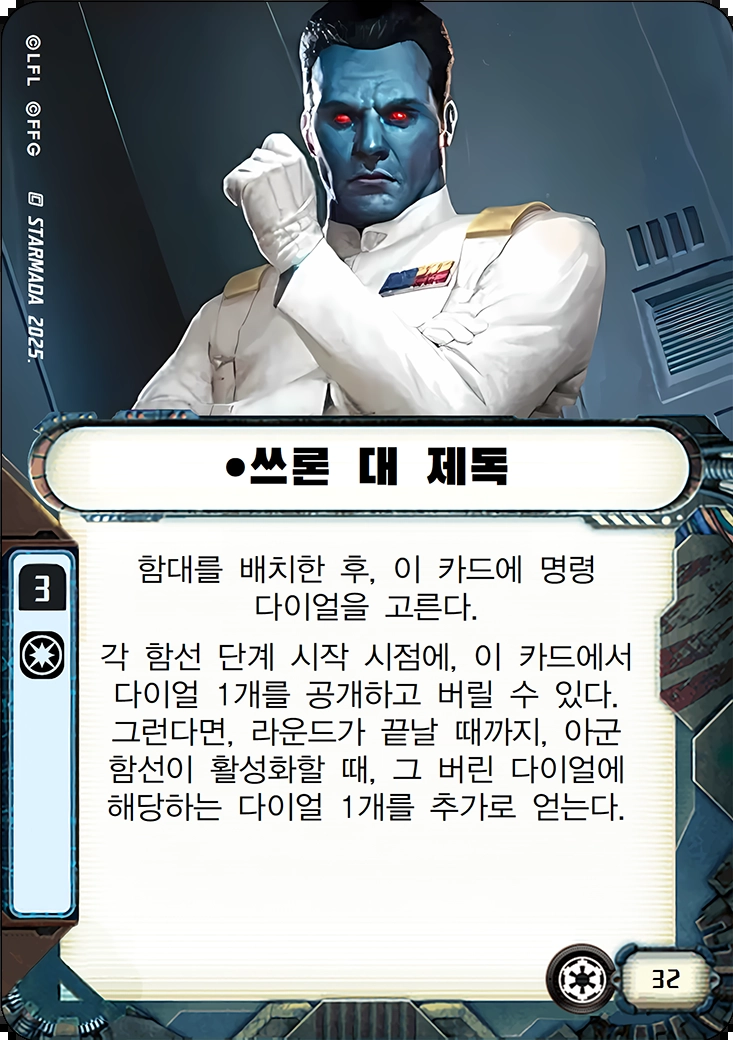 ©LFL ©FFG
STARMADA 2025.
•쓰론 대 제독
3
함대를 배치한 후, 이 카드에 명령
다이얼을 고른다.
각 함선 단계 시작 시점에, 이 카드에서
다이얼 1개를 공개하고 버릴 수 있다.
그런다면, 라운드가 끝날 때까지, 아군
함선이 활성화할 때, 그 버린 다이얼에
해당하는 다이얼 1개를 추가로 얻는다.
32